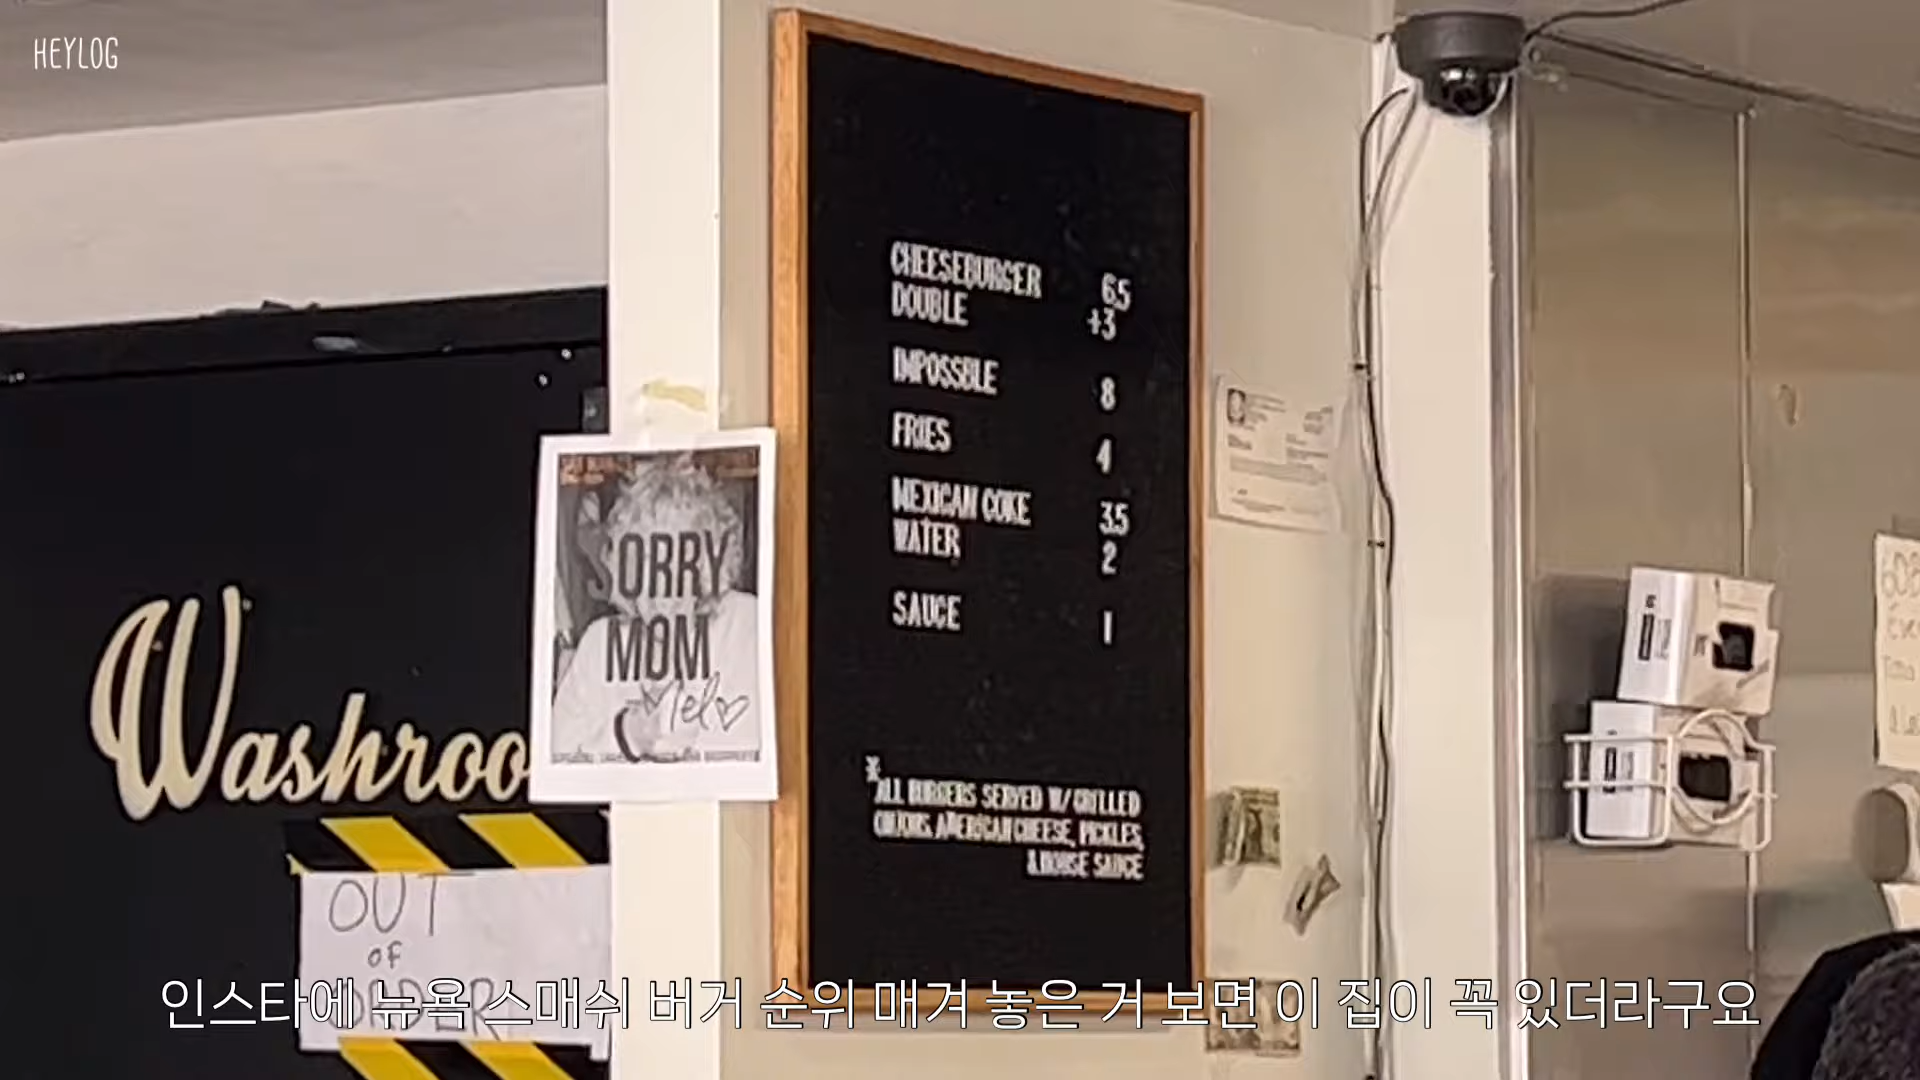 HEYLOG
CHEESEBURGER 6.5
DOUBLE +3
IMPOSSBLE 8
FRIES 4
MEXICAN COKE 3.5
WATER 2
SAUCE 1
*ALL BURGERS SERVED W/ GRILLED
ONIONS, AMERICAN CHEESE, PICKLES,
& HOUSE SAUCE
SORRY
MOM
Mel
Washroo
OUT
OF
ORDER
인스타에 뉴욕 스매쉬 버거 순위 매겨 놓은 거 보면 이 집이 꼭 있더라구요